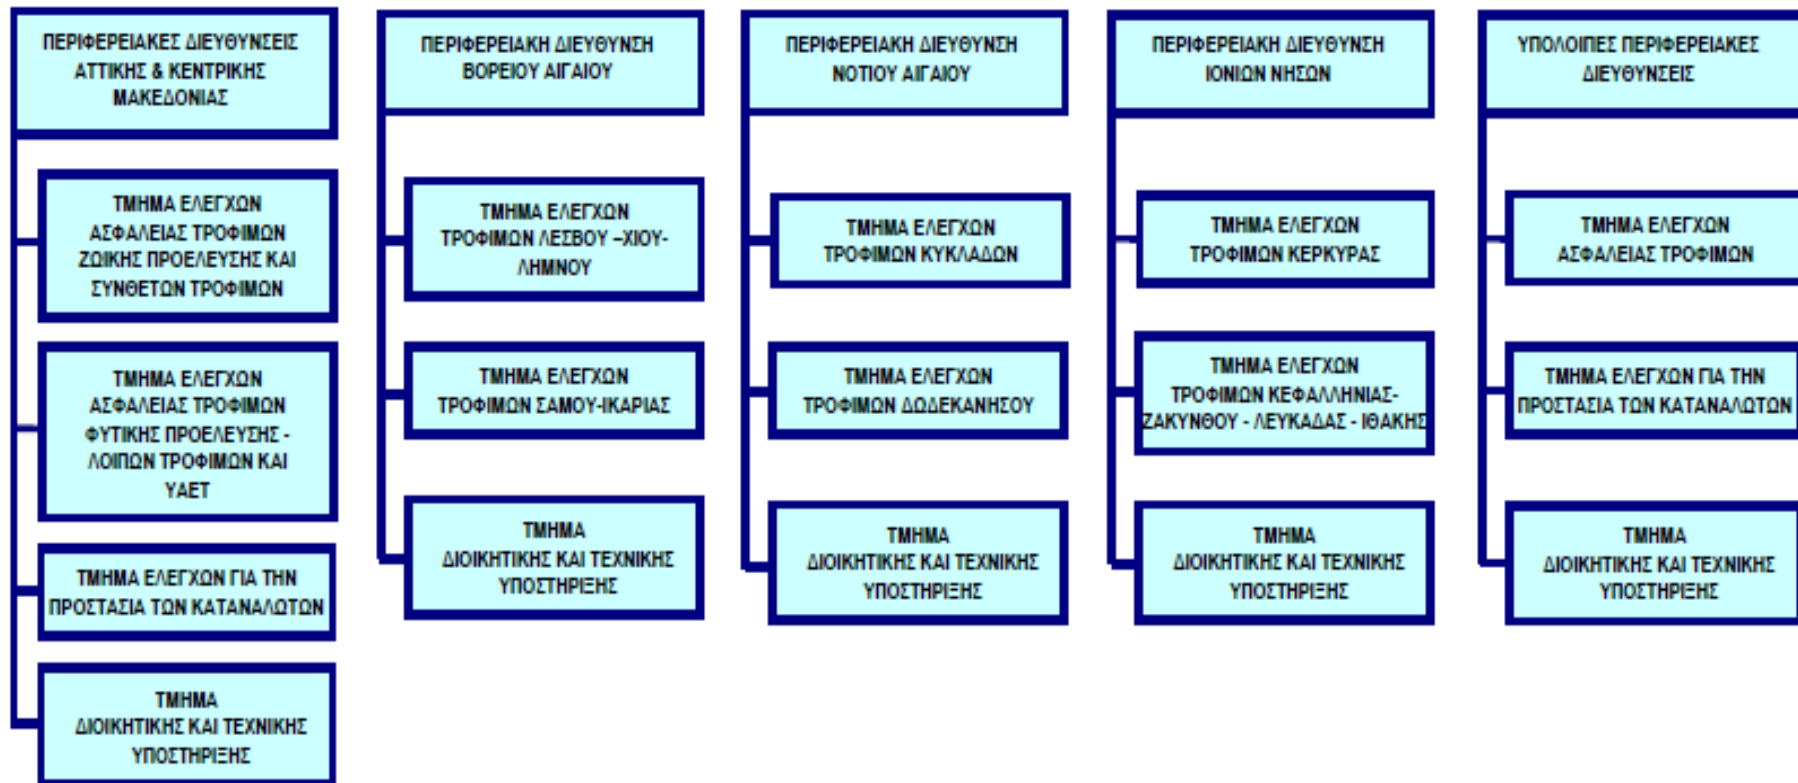 ΠΕΡΙΦΕΡΕΙΑΚΕΣ ΔΙΕΥΘΥΝΣΕΙΣ
ΑΤΤΙΚΗΣ & ΚΕΝΤΡΙΚΗΣ
ΜΑΚΕΔΟΝΙΑΣ
ΤΜΗΜΑ ΕΛΕΓΧΩΝ
ΑΣΦΑΛΕΙΑΣ ΤΡΟΦΙΜΩΝ
ΖΩΙΚΗΣ ΠΡΟΕΛΕΥΣΗΣ ΚΑΙ
ΣΥΝΘΕΤΩΝ ΤΡΟΦΙΜΩΝ
ΤΜΗΜΑ ΕΛΕΓΧΩΝ
ΑΣΦΑΛΕΙΑΣ ΤΡΟΦΙΜΩΝ
ΦΥΤΙΚΗΣ ΠΡΟΕΛΕΥΣΗΣ -
ΛΟΙΠΩΝ ΤΡΟΦΙΜΩΝ ΚΑΙ
ΥΑΕΤ
ΤΜΗΜΑ ΕΛΕΓΧΩΝ ΓΙΑ ΤΗΝ
ΠΡΟΣΤΑΣΙΑ ΤΩΝ ΚΑΤΑΝΑΛΩΤΩΝ
ΤΜΗΜΑ
ΔΙΟΙΚΗΤΙΚΗΣ ΚΑΙ ΤΕΧΝΙΚΗΣ
ΥΠΟΣΤΗΡΙΞΗΣ
ΠΕΡΙΦΕΡΕΙΑΚΗ ΔΙΕΥΘΥΝΣΗ
ΒΟΡΕΙΟΥ ΑΙΓΑΙΟΥ
ΤΜΗΜΑ ΕΛΕΓΧΩΝ
ΤΡΟΦΙΜΩΝ ΛΕΣΒΟΥ –ΧΙΟΥ-
ΛΗΜΝΟΥ
ΤΜΗΜΑ ΕΛΕΓΧΩΝ
ΤΡΟΦΙΜΩΝ ΣΑΜΟΥ-ΙΚΑΡΙΑΣ
ΤΜΗΜΑ
ΔΙΟΙΚΗΤΙΚΗΣ ΚΑΙ ΤΕΧΝΙΚΗΣ
ΥΠΟΣΤΗΡΙΞΗΣ
ΠΕΡΙΦΕΡΕΙΑΚΗ ΔΙΕΥΘΥΝΣΗ
ΝΟΤΙΟΥ ΑΙΓΑΙΟΥ
ΤΜΗΜΑ ΕΛΕΓΧΩΝ
ΤΡΟΦΙΜΩΝ ΚΥΚΛΑΔΩΝ
ΤΜΗΜΑ ΕΛΕΓΧΩΝ
ΤΡΟΦΙΜΩΝ ΔΩΔΕΚΑΝΗΣΟΥ
ΤΜΗΜΑ
ΔΙΟΙΚΗΤΙΚΗΣ ΚΑΙ ΤΕΧΝΙΚΗΣ
ΥΠΟΣΤΗΡΙΞΗΣ
ΠΕΡΙΦΕΡΕΙΑΚΗ ΔΙΕΥΘΥΝΣΗ
ΙΟΝΙΩΝ ΝΗΣΩΝ
ΤΜΗΜΑ ΕΛΕΓΧΩΝ
ΤΡΟΦΙΜΩΝ ΚΕΡΚΥΡΑΣ
ΤΜΗΜΑ ΕΛΕΓΧΩΝ
ΤΡΟΦΙΜΩΝ ΚΕΦΑΛΛΗΝΙΑΣ-
ΖΑΚΥΝΘΟΥ - ΛΕΥΚΑΔΑΣ - ΙΘΑΚΗΣ
ΤΜΗΜΑ
ΔΙΟΙΚΗΤΙΚΗΣ ΚΑΙ ΤΕΧΝΙΚΗΣ
ΥΠΟΣΤΗΡΙΞΗΣ
ΥΠΟΛΟΙΠΕΣ ΠΕΡΙΦΕΡΕΙΑΚΕΣ
ΔΙΕΥΘΥΝΣΕΙΣ
ΤΜΗΜΑ ΕΛΕΓΧΩΝ
ΑΣΦΑΛΕΙΑΣ ΤΡΟΦΙΜΩΝ
ΤΜΗΜΑ ΕΛΕΓΧΩΝ ΓΙΑ ΤΗΝ
ΠΡΟΣΤΑΣΙΑ ΤΩΝ ΚΑΤΑΝΑΛΩΤΩΝ
ΤΜΗΜΑ
ΔΙΟΙΚΗΤΙΚΗΣ ΚΑΙ ΤΕΧΝΙΚΗΣ
ΥΠΟΣΤΗΡΙΞΗΣ